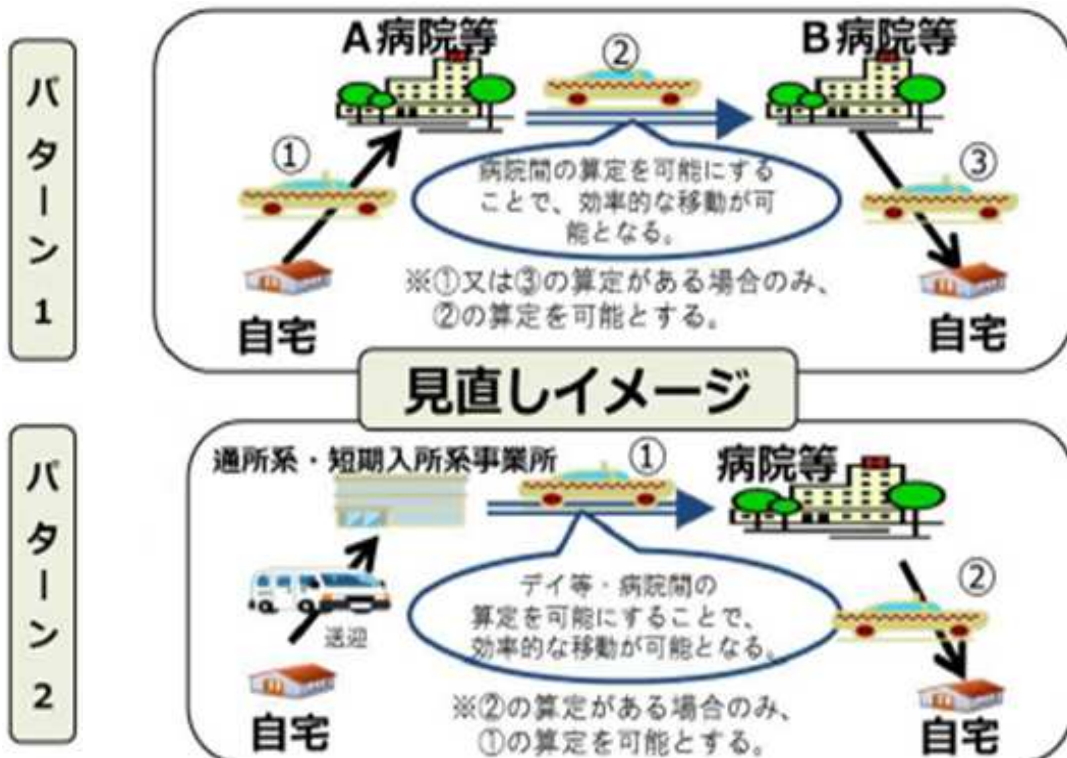 パターン1
A病院等
②
B病院等
①
病院間の算定を可能にする
ことで、効率的な移動が可
能となる。
③
※①又は③の算定がある場合のみ、
②の算定を可能とする。
自宅
自宅
見直しイメージ
パターン2
通所系・短期入所系事業所
①
病院等
デイ等・病院間の
算定を可能にすることで、
効率的な移動が可能となる。
②
送迎
自宅
※②の算定がある場合のみ、
①の算定を可能とする。
自宅